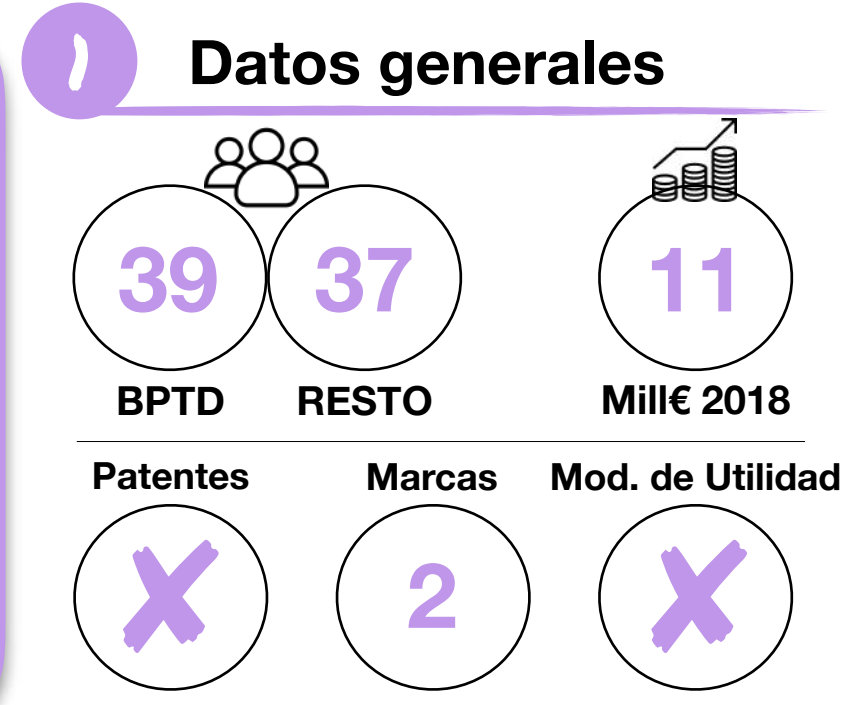 1
Datos generales
39 37 11
BPTD RESTO Mill€ 2018
Patentes Marcas Mod. de Utilidad
X 2 X